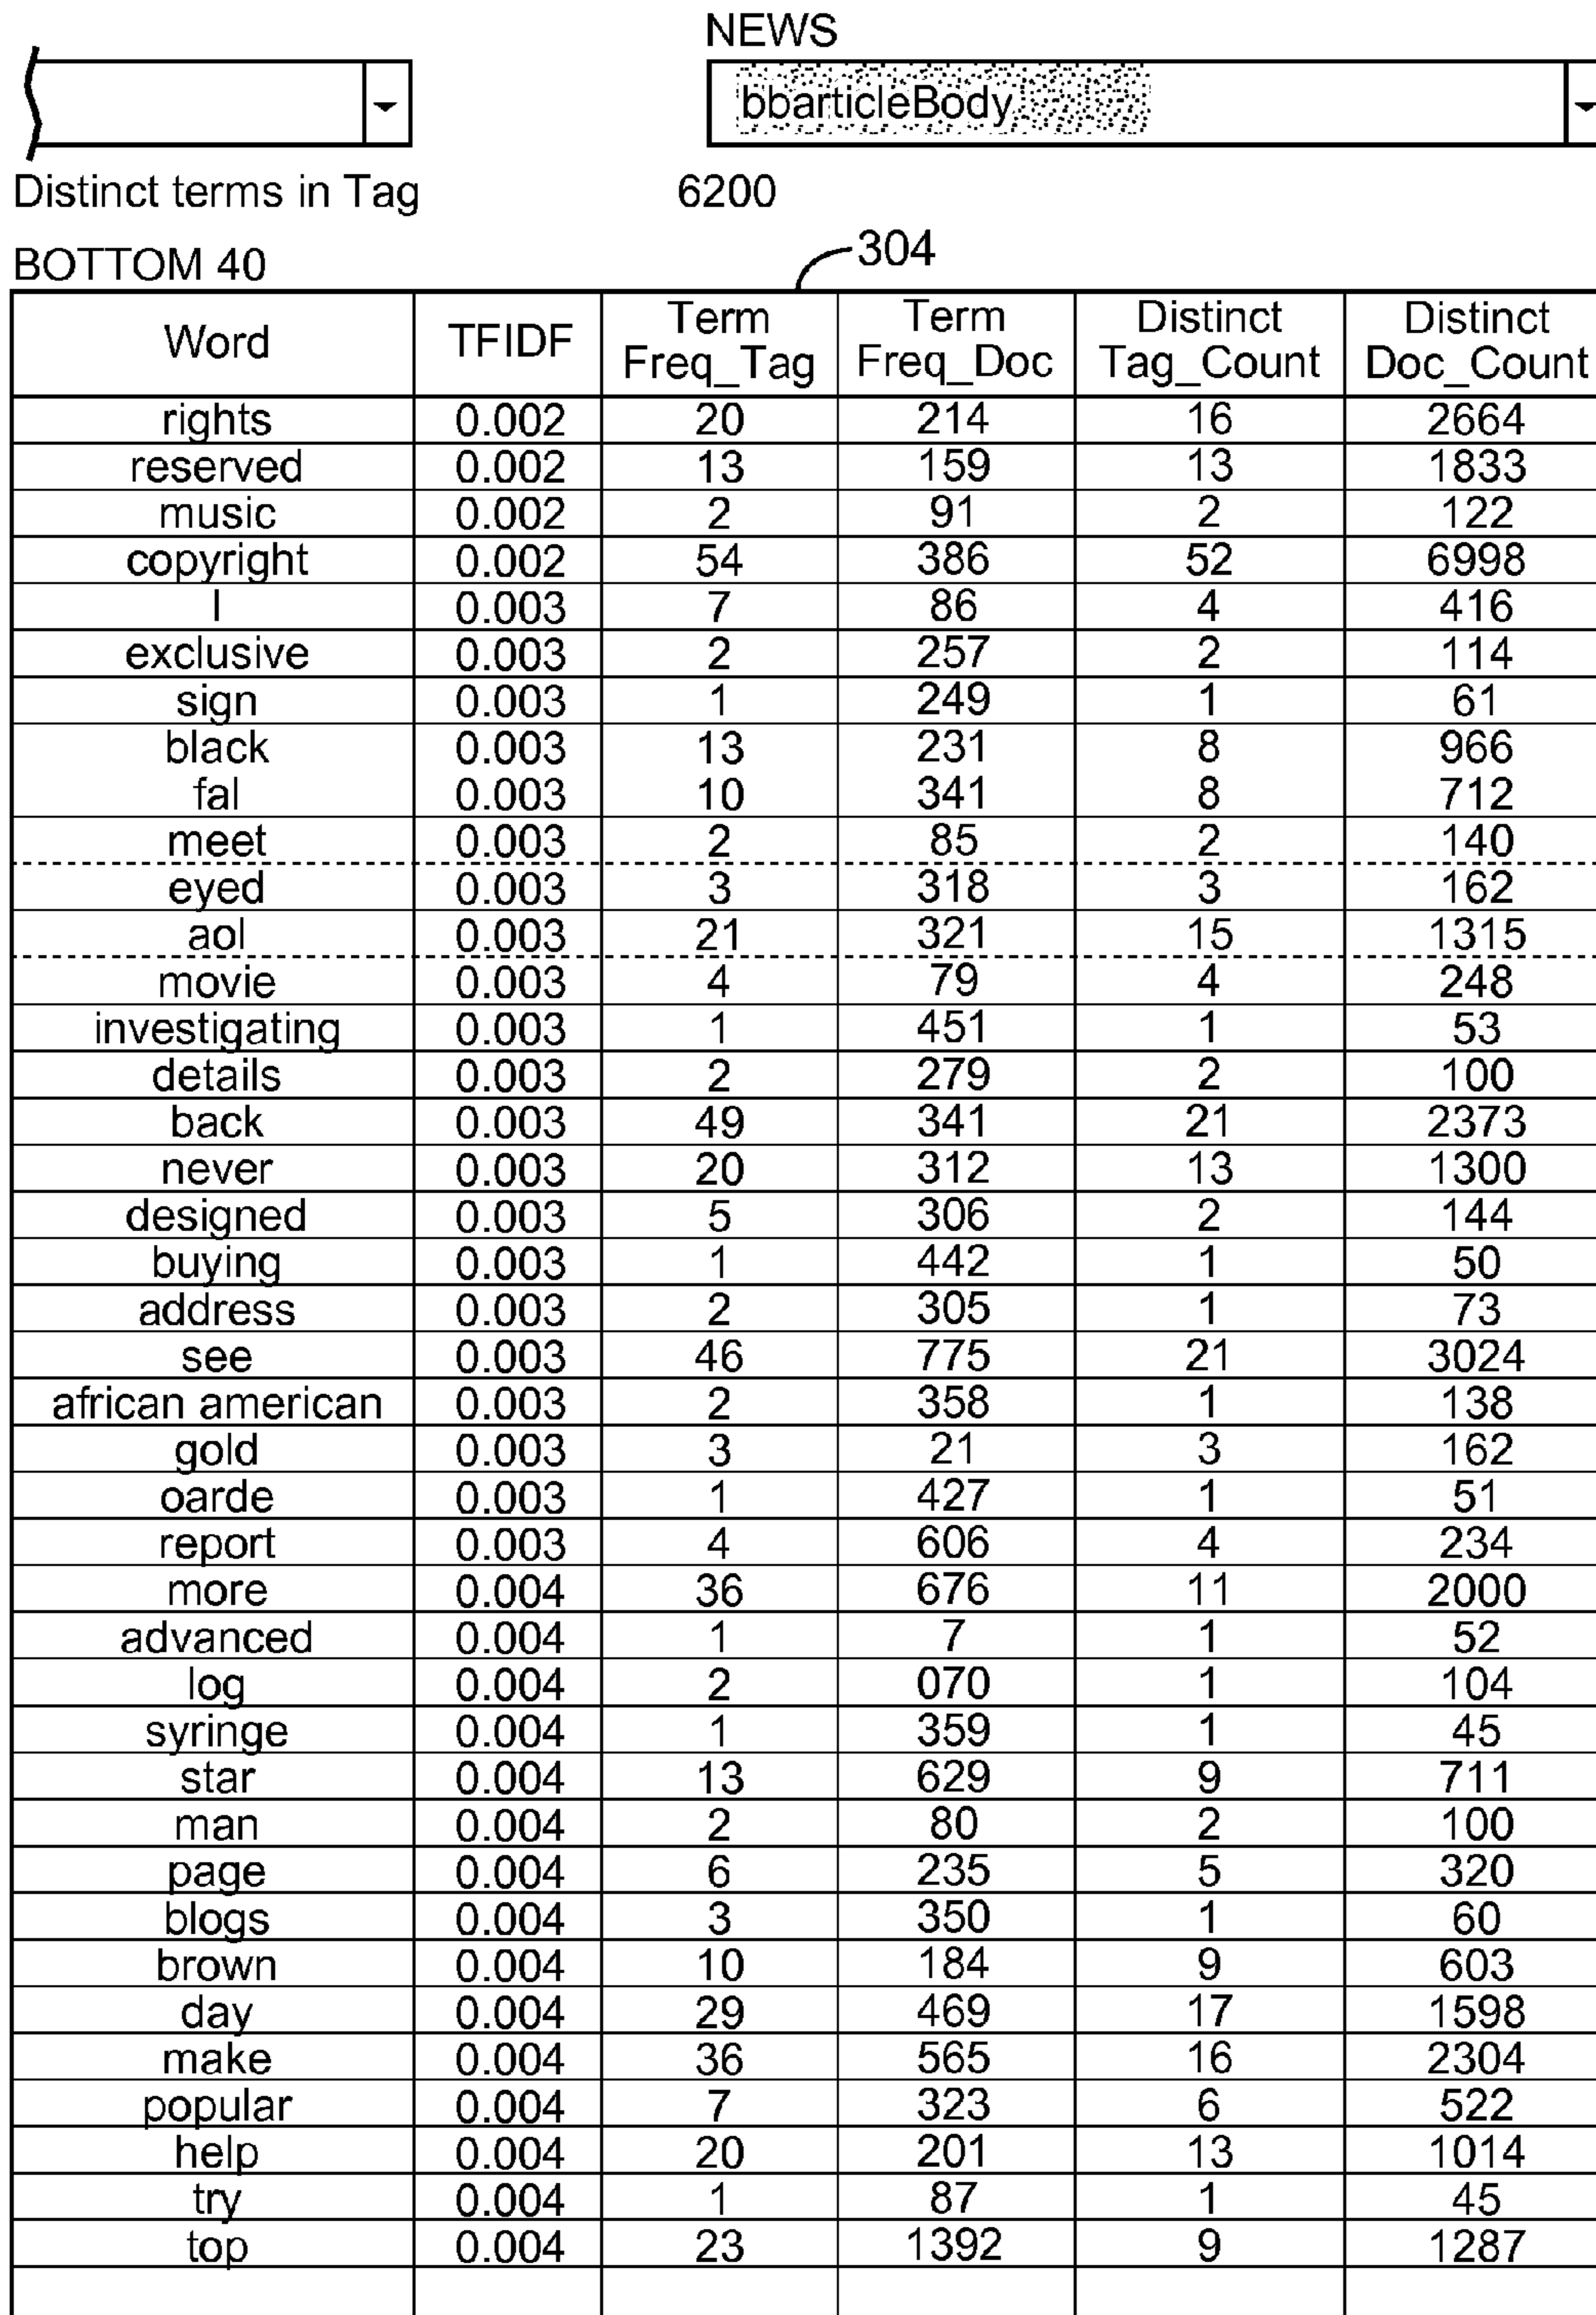 NEWS
bbarticleBody
Distinct terms in Tag 6200
BOTTOM 40 304
Word TFIDF Term Freq_Tag Term Freq_Doc Distinct Tag_Count Distinct Doc_Count
rights 0.002 20 214 16 2664
reserved 0.002 13 159 13 1833
music 0.002 2 91 2 122
copyright 0.002 54 386 52 6998
I 0.003 7 86 4 416
exclusive 0.003 2 257 2 114
sign 0.003 1 249 1 61
black 0.003 13 231 8 966
fal 0.003 10 341 8 712
meet 0.003 2 85 2 140
eyed 0.003 3 318 3 162
aol 0.003 21 321 15 1315
movie 0.003 4 79 4 248
investigating 0.003 1 451 1 53
details 0.003 2 279 2 100
back 0.003 49 341 21 2373
never 0.003 20 312 13 1300
designed 0.003 5 306 2 144
buying 0.003 1 442 1 50
address 0.003 2 305 1 73
see 0.003 46 775 21 3024
african american 0.003 2 358 1 138
gold 0.003 3 21 3 162
oarde 0.003 1 427 1 51
report 0.003 4 606 4 234
more 0.004 36 676 11 2000
advanced 0.004 1 7 1 52
log 0.004 2 070 1 104
syringe 0.004 1 359 1 45
star 0.004 13 629 9 711
man 0.004 2 80 2 100
page 0.004 6 235 5 320
blogs 0.004 3 350 1 60
brown 0.004 10 184 9 603
day 0.004 29 469 17 1598
make 0.004 36 565 16 2304
popular 0.004 7 323 6 522
help 0.004 20 201 13 1014
try 0.004 1 87 1 45
top 0.004 23 1392 9 1287